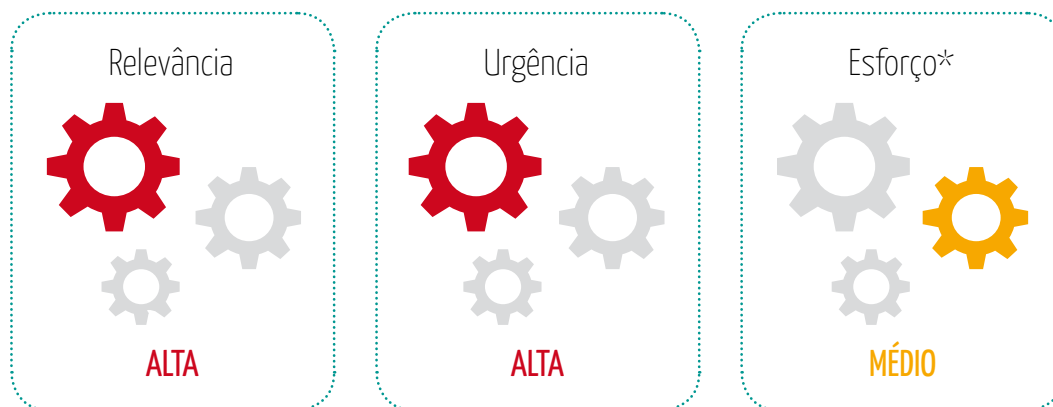 Relevância
Urgência
Esforço*
ALTA
ALTA
MÉDIO